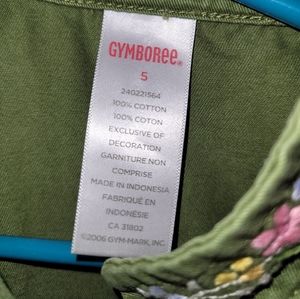 GYMBOREE®
5
240221564
100% COTTON
100% COTON
EXCLUSIVE OF
DECORATION
GARNITURE NON
COMPRISE
MADE IN INDONESIA
FABRIQUÉ EN
INDONÉSIE
CA 31802
©2006 GYM-MARK, INC.